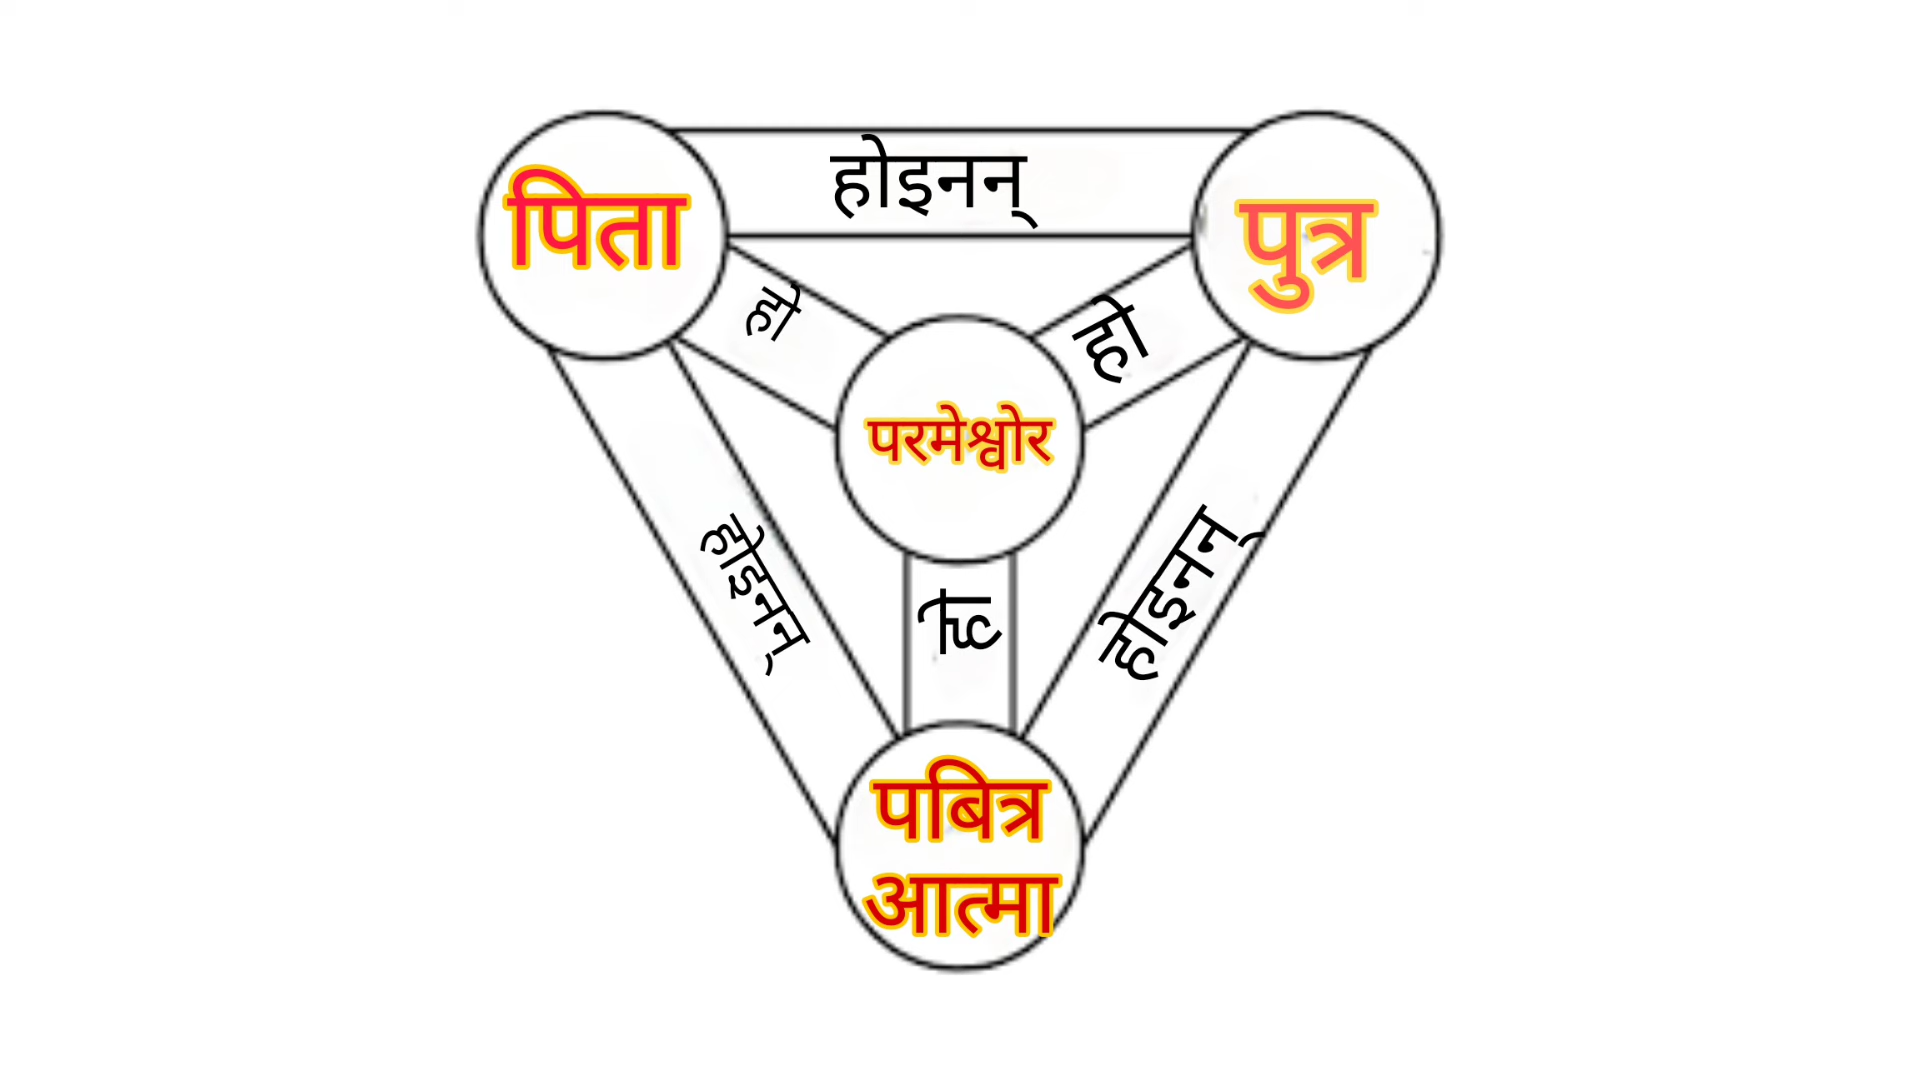 पिता
होइनन्
पुत्र
हो
हो
परमेश्वोर
होइनन्
हो
होइनन्
पबित्र
आत्मा